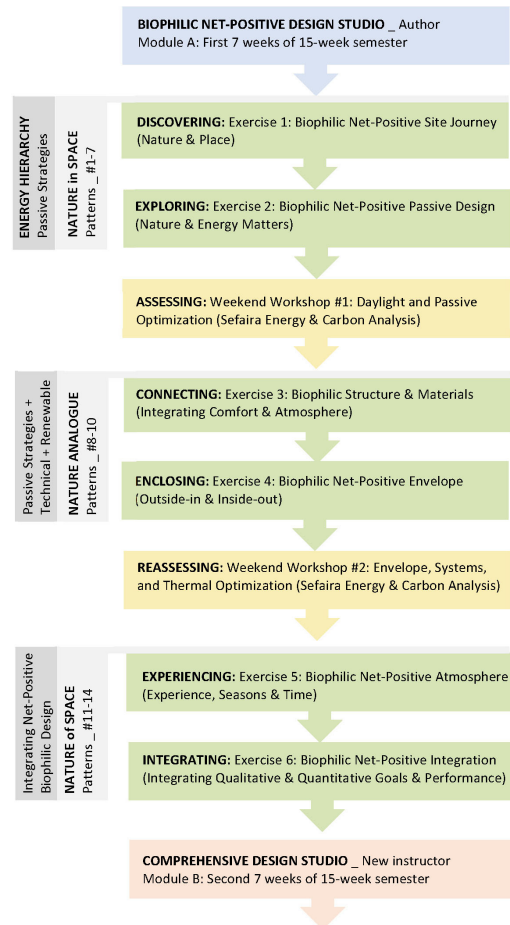 BIOPHILIC NET-POSITIVE DESIGN STUDIO _ Author
Module A: First 7 weeks of 15-week semester
ENERGY HIERARCHY
Passive Strategies
NATURE in SPACE
Patterns _ #1-7
DISCOVERING: Exercise 1: Biophilic Net-Positive Site Journey
(Nature & Place)
EXPLORING: Exercise 2: Biophilic Net-Positive Passive Design
(Nature & Energy Matters)
ASSESSING: Weekend Workshop #1: Daylight and Passive
Optimization (Sefaira Energy & Carbon Analysis)
Passive Strategies +
Technical + Renewable
NATURE ANALOGUE
Patterns _ #8-10
CONNECTING: Exercise 3: Biophilic Structure & Materials
(Integrating Comfort & Atmosphere)
ENCLOSING: Exercise 4: Biophilic Net-Positive Envelope
(Outside-in & Inside-out)
REASSESSING: Weekend Workshop #2: Envelope, Systems,
and Thermal Optimization (Sefaira Energy & Carbon Analysis)
Integrating Net-Positive
Biophilic Design
NATURE of SPACE
Patterns _ #11-14
EXPERIENCING: Exercise 5: Biophilic Net-Positive Atmosphere
(Experience, Seasons & Time)
INTEGRATING: Exercise 6: Biophilic Net-Positive Integration
(Integrating Qualitative & Quantitative Goals & Performance)
COMPREHENSIVE DESIGN STUDIO _ New instructor
Module B: Second 7 weeks of 15-week semester